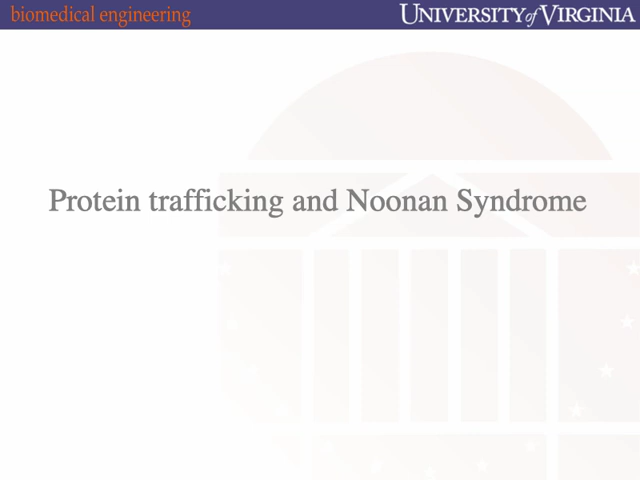 biomedical engineering
UNIVERSITY of VIRGINIA
Protein trafficking and Noonan Syndrome